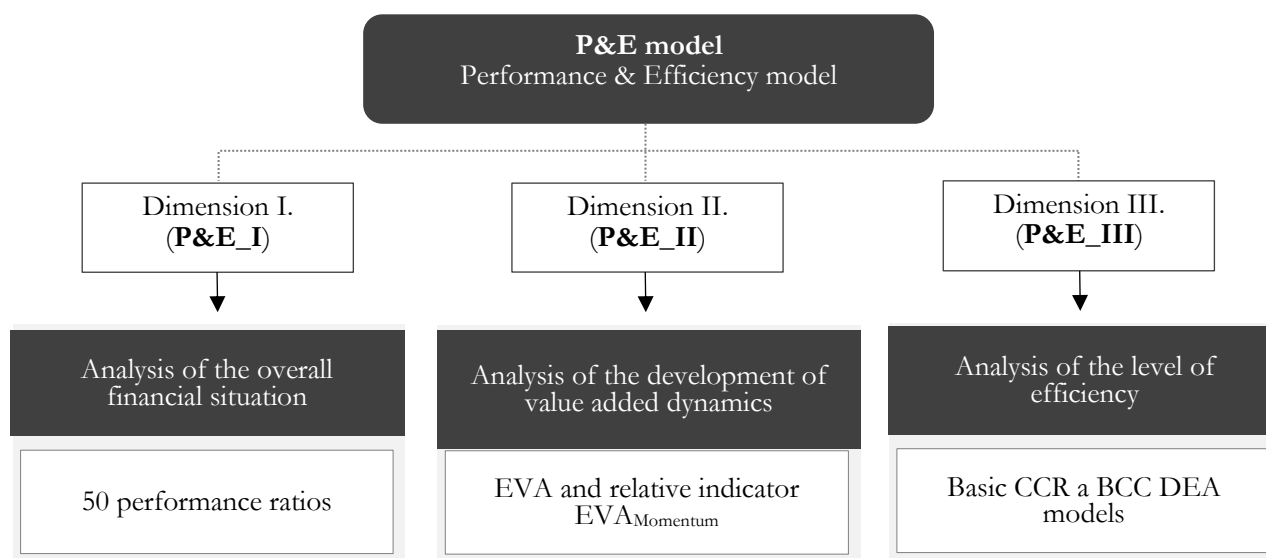 P&E model
Performance & Efficiency model
Dimension I.
(P&E_I)
Dimension II.
(P&E_II)
Dimension III.
(P&E_III)
Analysis of the overall
financial situation
Analysis of the development of
value added dynamics
Analysis of the level of
efficiency
50 performance ratios
EVA and relative indicator
EVAMomentum
Basic CCR a BCC DEA
models